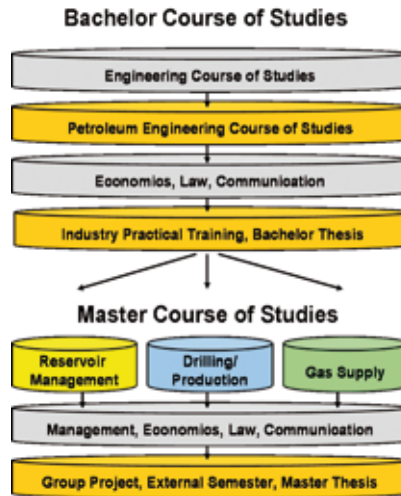 Bachelor Course of Studies
Engineering Course of Studies
Petroleum Engineering Course of Studies
Economics, Law, Communication
Industry Practical Training, Bachelor Thesis
Master Course of Studies
Reservoir
Management
Drilling/
Production
Gas Supply
Management, Economics, Law, Communication
Group Project, External Semester, Master Thesis